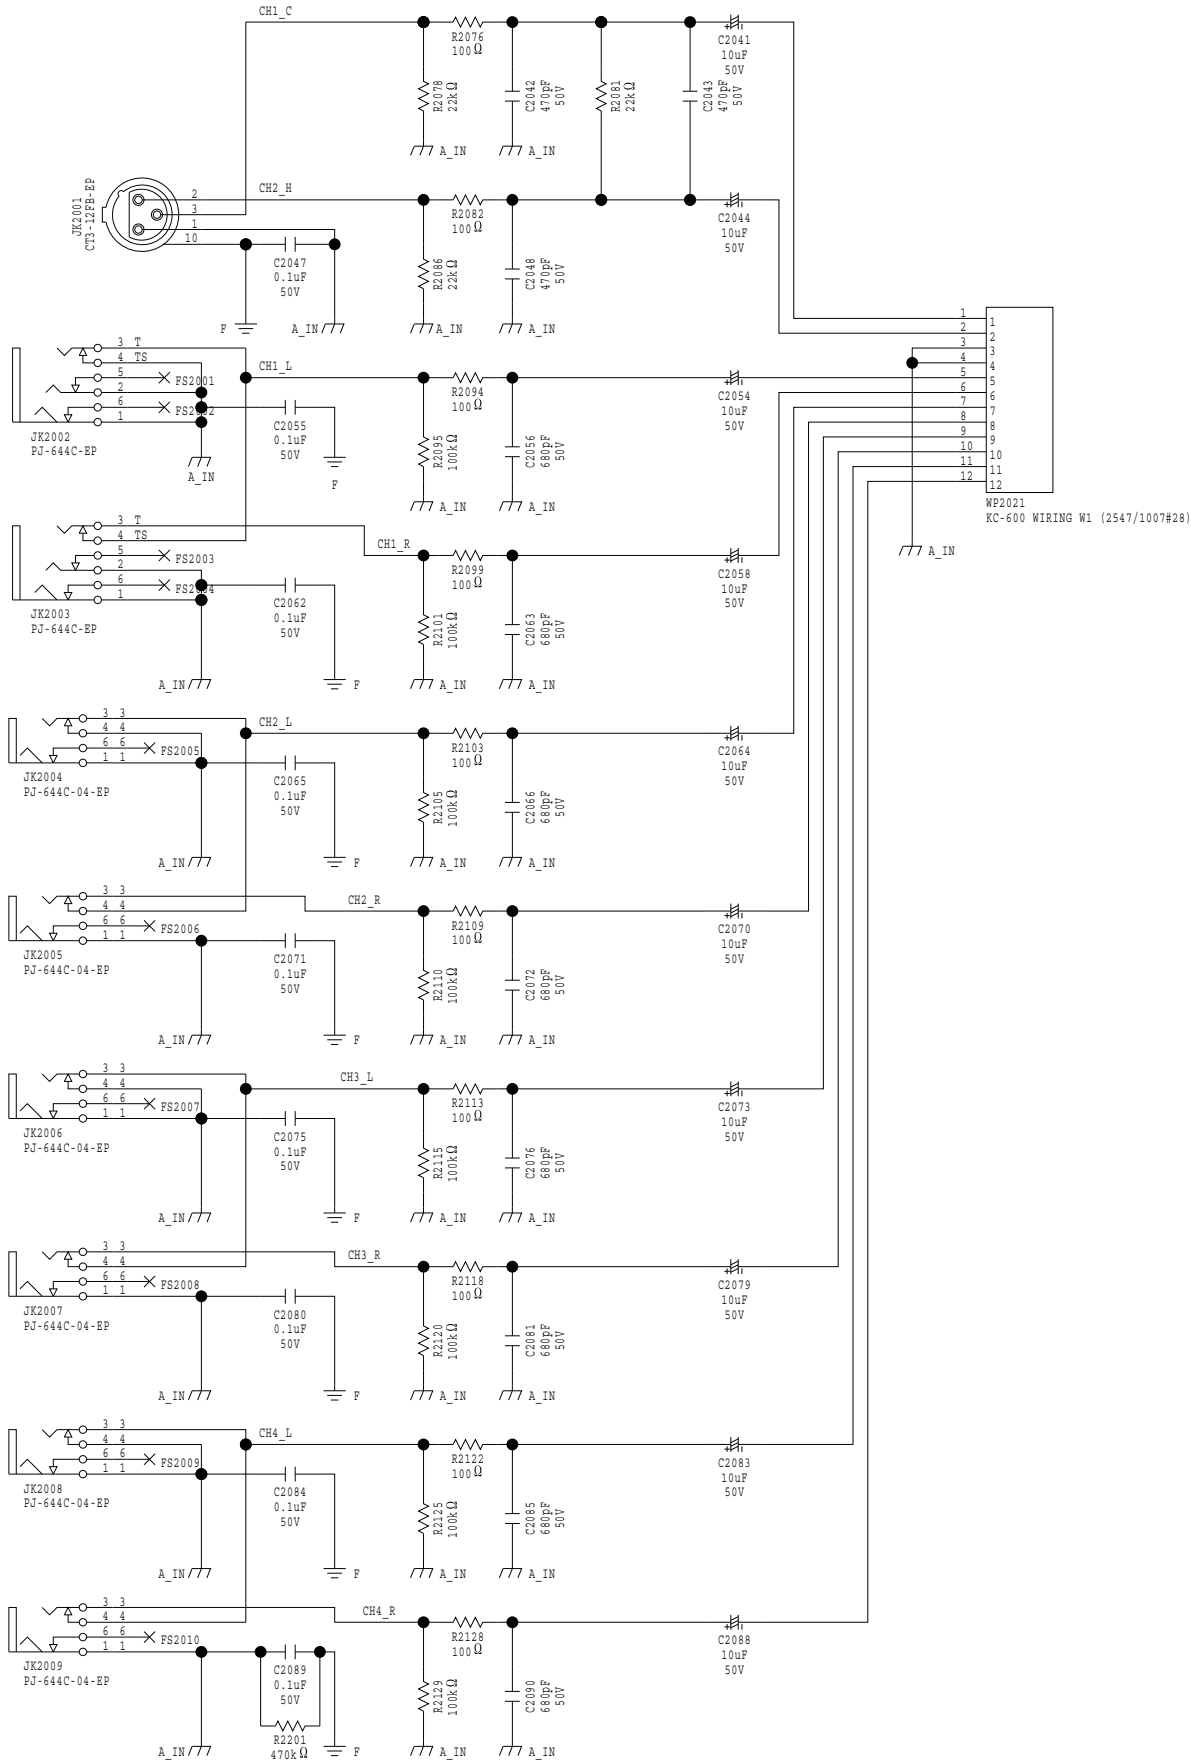 CH1_C
R2076
100Ω
R2078
22kΩ
C2042
470pF
50V
R2081
22kΩ
C2043
470pF
50V
C2041
10uF
50V
A_IN
A_IN
JK2001
CT3-12FB-EP
2
3
1
10
CH2_H
R2082
100Ω
R2086
22kΩ
C2048
470pF
50V
C2044
10uF
50V
C2047
0.1uF
50V
F
A_IN
A_IN
A_IN
1
2
3
4
5
6
7
8
9
10
11
12
1
2
3
4
5
6
7
8
9
10
11
12
WP2021
KC-600 WIRING W1 (2547/1007#28)
A_IN
3 T
4 TS
5
2
6
1
FS2001
FS2002
JK2002
PJ-644C-EP
A_IN
CH1_L
C2055
0.1uF
50V
F
R2094
100Ω
R2095
100kΩ
C2056
680pF
50V
C2054
10uF
50V
A_IN
A_IN
3 T
4 TS
5
2
6
1
FS2003
FS2004
JK2003
PJ-644C-EP
A_IN
CH1_R
C2062
0.1uF
50V
F
R2099
100Ω
R2101
100kΩ
C2063
680pF
50V
C2058
10uF
50V
A_IN
A_IN
3 3
4 4
6 6
1 1
FS2005
JK2004
PJ-644C-04-EP
A_IN
CH2_L
C2065
0.1uF
50V
F
R2103
100Ω
R2105
100kΩ
C2066
680pF
50V
C2064
10uF
50V
A_IN
A_IN
3 3
4 4
6 6
1 1
FS2006
JK2005
PJ-644C-04-EP
A_IN
CH2_R
C2071
0.1uF
50V
F
R2109
100Ω
R2110
100kΩ
C2072
680pF
50V
C2070
10uF
50V
A_IN
A_IN
3 3
4 4
6 6
1 1
FS2007
JK2006
PJ-644C-04-EP
A_IN
CH3_L
C2075
0.1uF
50V
F
R2113
100Ω
R2115
100kΩ
C2076
680pF
50V
C2073
10uF
50V
A_IN
A_IN
3 3
4 4
6 6
1 1
FS2008
JK2007
PJ-644C-04-EP
A_IN
CH3_R
C2080
0.1uF
50V
F
R2118
100Ω
R2120
100kΩ
C2081
680pF
50V
C2079
10uF
50V
A_IN
A_IN
3 3
4 4
6 6
1 1
FS2009
JK2008
PJ-644C-04-EP
A_IN
CH4_L
C2084
0.1uF
50V
F
R2122
100Ω
R2125
100kΩ
C2085
680pF
50V
C2083
10uF
50V
A_IN
A_IN
3 3
4 4
6 6
1 1
FS2010
JK2009
PJ-644C-04-EP
A_IN
CH4_R
C2089
0.1uF
50V
R2201
470kΩ
F
R2128
100Ω
R2129
100kΩ
C2090
680pF
50V
C2088
10uF
50V
A_IN
A_IN